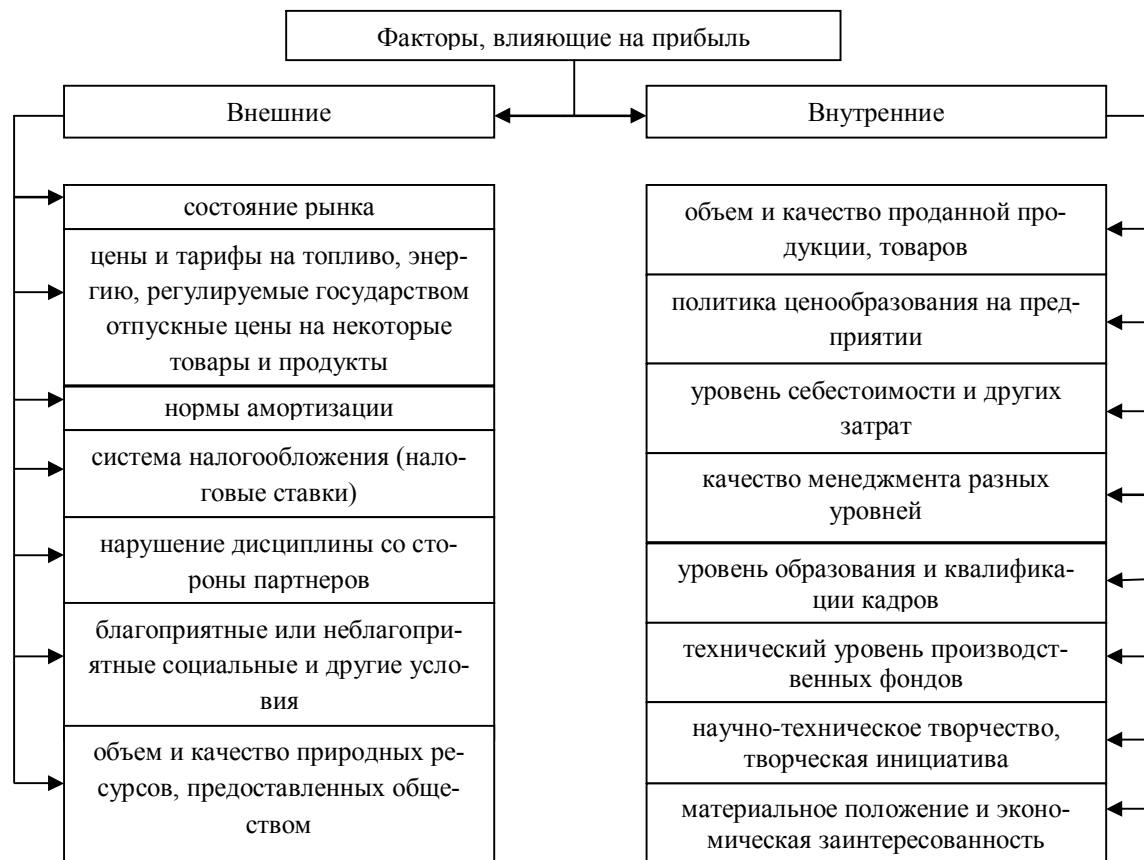 Факторы, влияющие на прибыль
Внешние
состояние рынка
цены и тарифы на топливо, энер-
гию, регулируемые государством
отпускные цены на некоторые
товары и продукты
нормы амортизации
система налогообложения (нало-
говые ставки)
нарушение дисциплины со сто-
роны партнеров
благоприятные или неблагопри-
ятные социальные и другие усло-
вия
объем и качество природных ре-
сурсов, предоставленных обще-
ством
Внутренние
объем и качество проданной про-
дукции, товаров
политика ценообразования на пред-
приятии
уровень себестоимости и других
затрат
качество менеджмента разных
уровней
уровень образования и квалифика-
ции кадров
технический уровень производст-
венных фондов
научно-техническое творчество,
творческая инициатива
материальное положение и эконо-
мическая заинтересованность